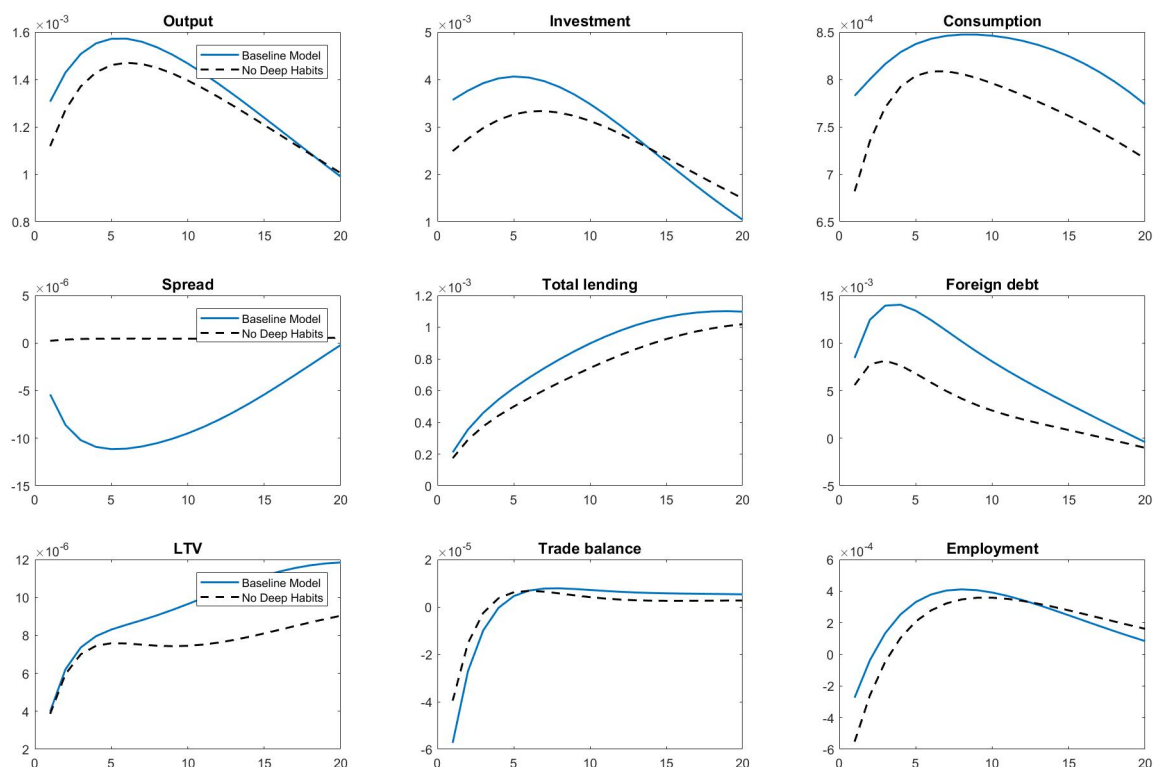 Output
×10⁻³
1.6
1.4
1.2
1
0.8
0 5 10 15 20
Baseline Model
No Deep Habits
Investment
×10⁻³
5
4
3
2
1
0 5 10 15 20
Consumption
×10⁻⁴
8.5
8
7.5
7
6.5
0 5 10 15 20
Spread
×10⁻⁶
5
0
-5
-10
-15
0 5 10 15 20
Baseline Model
No Deep Habits
Total lending
×10⁻³
1.2
1
0.8
0.6
0.4
0.2
0
0 5 10 15 20
Foreign debt
×10⁻³
15
10
5
0
-5
0 5 10 15 20
LTV
×10⁻⁶
12
10
8
6
4
2
0 5 10 15 20
Baseline Model
No Deep Habits
Trade balance
×10⁻⁵
2
0
-2
-4
-6
0 5 10 15 20
Employment
×10⁻⁴
6
4
2
0
-2
-4
-6
0 5 10 15 20